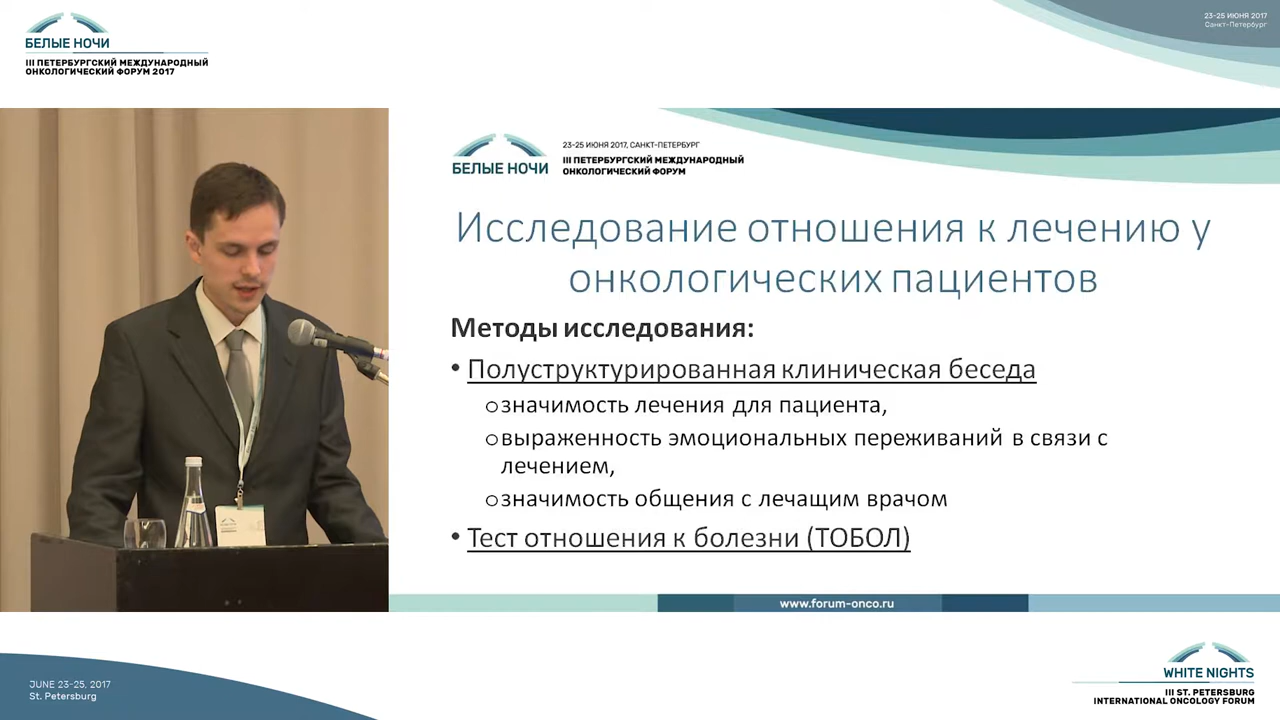 БЕЛЫЕ НОЧИ
III ПЕТЕРБУРГСКИЙ МЕЖДУНАРОДНЫЙ
ОНКОЛОГИЧЕСКИЙ ФОРУМ 2017
23-25 ИЮНЯ 2017
Санкт-Петербург
БЕЛЫЕ НОЧИ
23-25 ИЮНЯ 2017, САНКТ-ПЕТЕРБУРГ
III ПЕТЕРБУРГСКИЙ МЕЖДУНАРОДНЫЙ
ОНКОЛОГИЧЕСКИЙ ФОРУМ
Исследование отношения к лечению у
онкологических пациентов
Методы исследования:
• Полуструктурированная клиническая беседа
oзначимость лечения для пациента,
oвыраженность эмоциональных переживаний в связи с
лечением,
oзначимость общения с лечащим врачом
• Тест отношения к болезни (ТОБОЛ)
www.forum-onco.ru
JUNE 23-25, 2017
St. Petersburg
WHITE NIGHTS
III ST. PETERSBURG
INTERNATIONAL ONCOLOGY FORUM